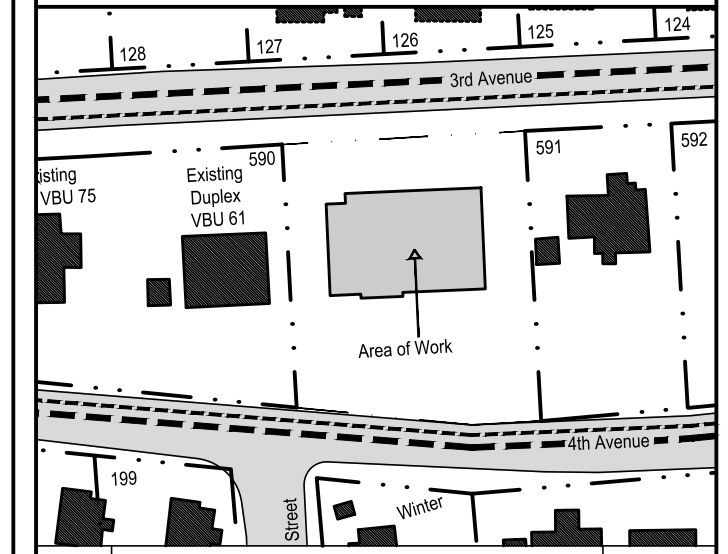 128
127
126
125
124
3rd Avenue
590
591
592
isting
VBU 75
Existing
Duplex
VBU 61
Area of Work
4th Avenue
199
Street
Winter